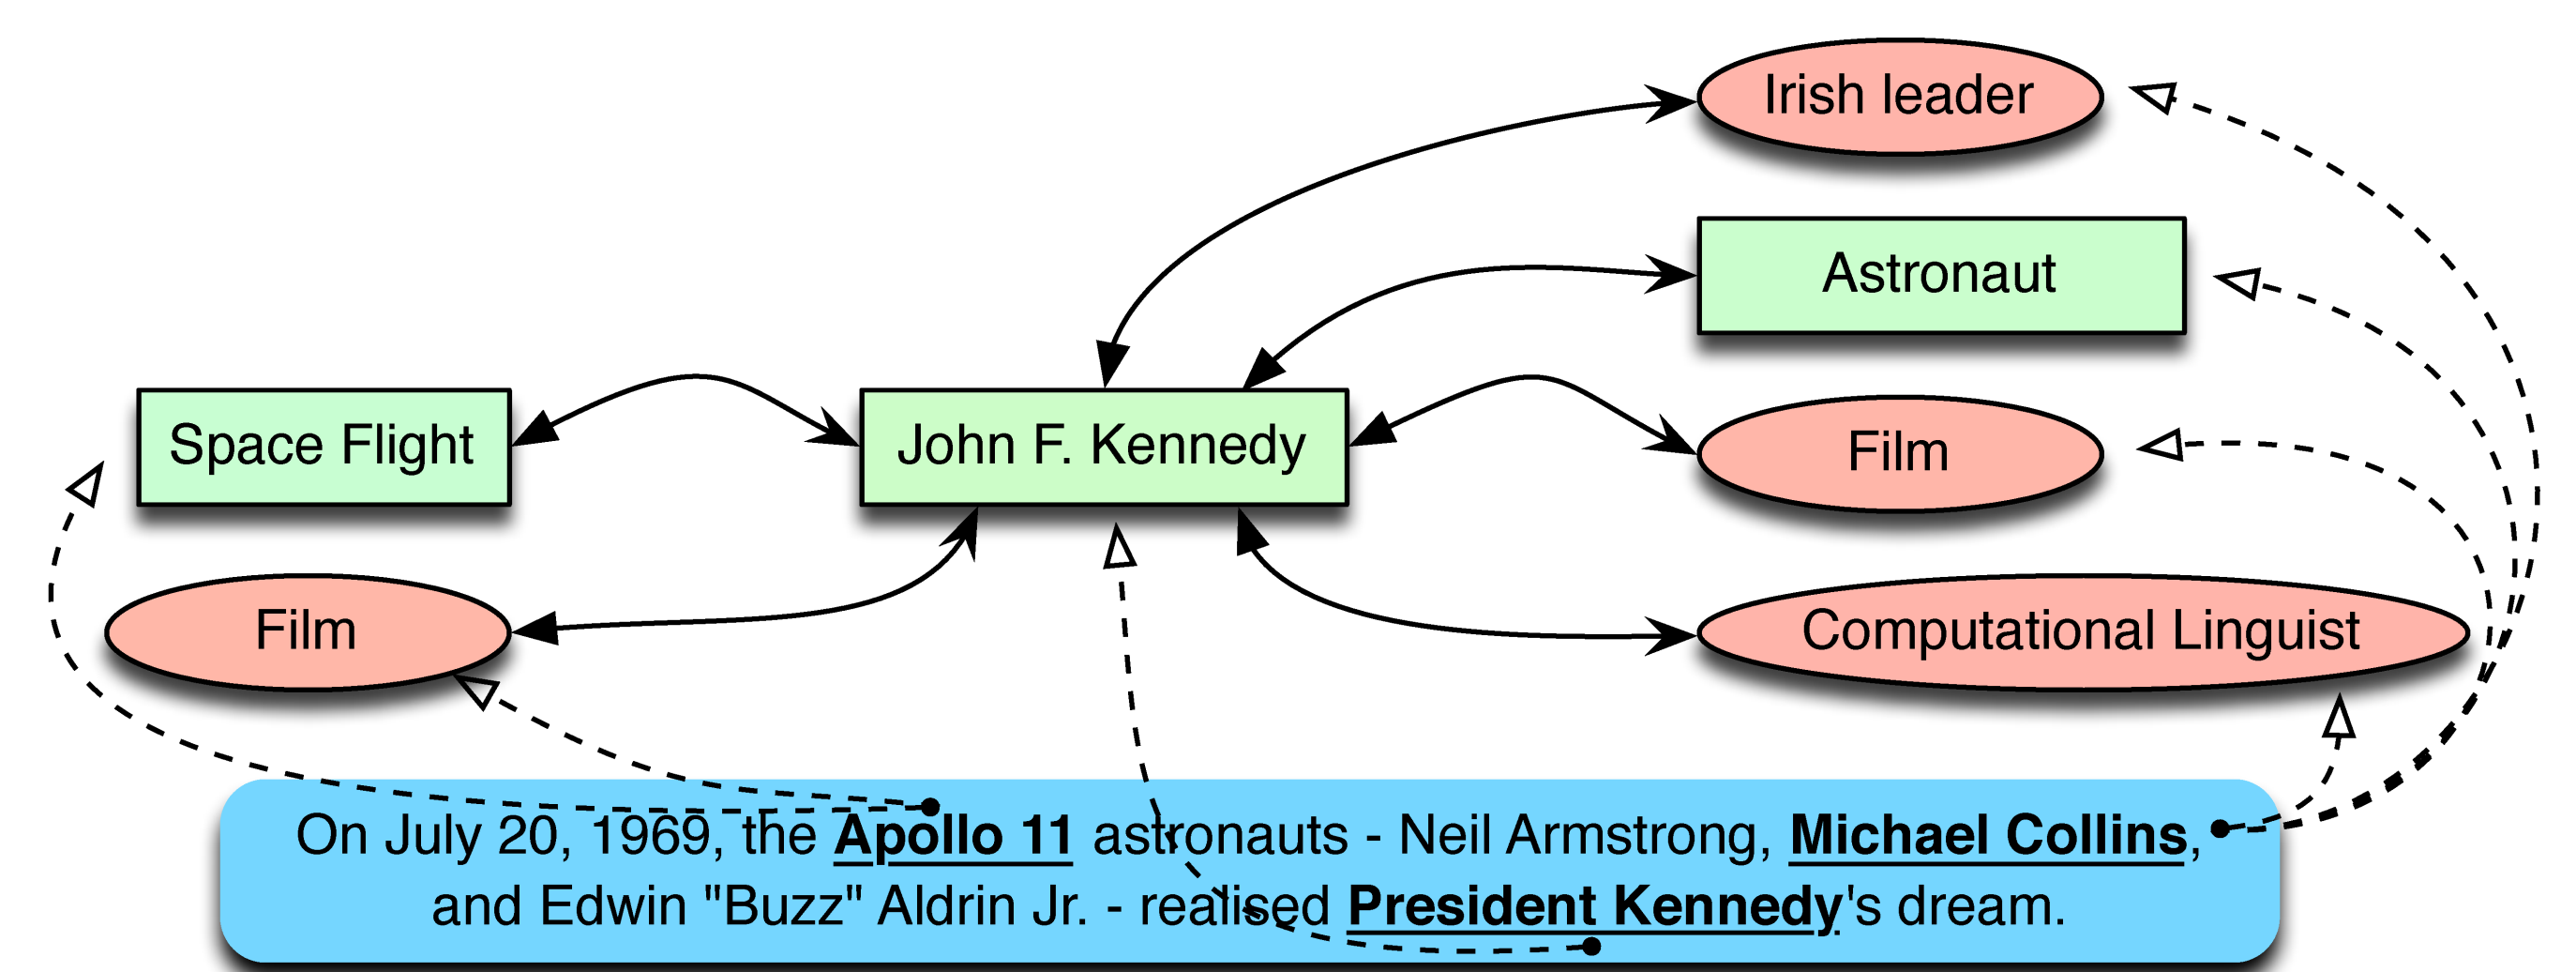 Irish leader
Astronaut
Space Flight
John F. Kennedy
Film
Film
Computational Linguist
On July 20, 1969, the Apollo 11 astronauts - Neil Armstrong, Michael Collins,
and Edwin "Buzz" Aldrin Jr. - realised President Kennedy's dream.